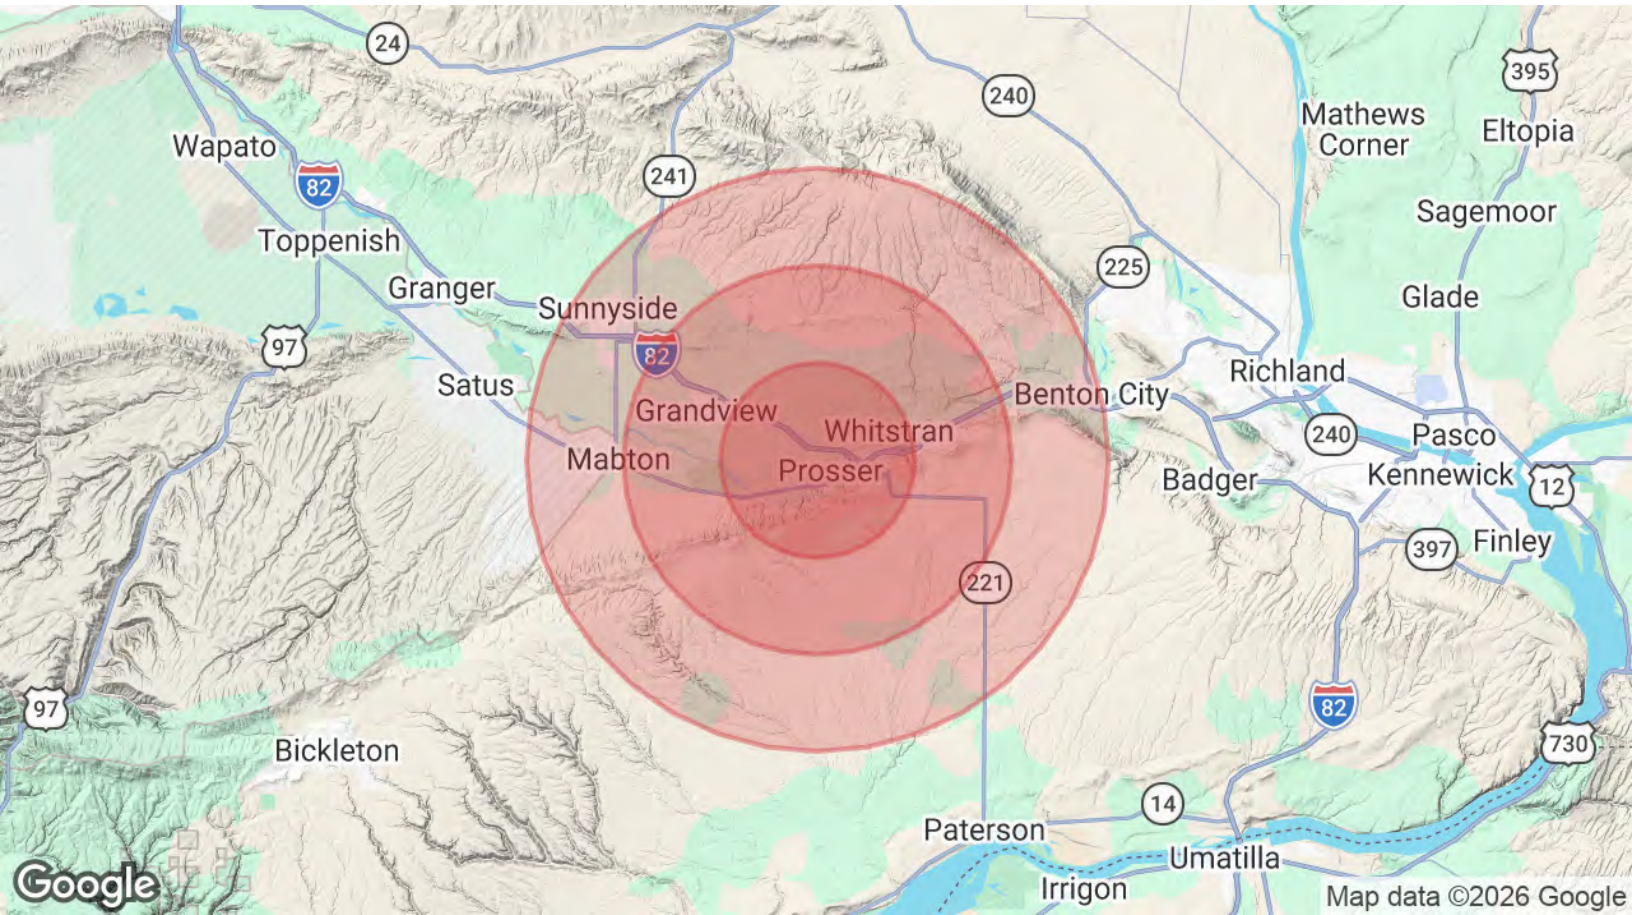 24
395
240
Mathews
Corner
Eltopia
Wapato
82
241
Sagemoor
Toppenish
225
Granger
Glade
Sunnyside
97
82
Richland
Satus
Benton City
Grandview
Whitstran
240
Pasco
Mabton
Prosser
Badger
Kennewick
12
397
Finley
221
97
82
Bickleton
730
14
Paterson
Umatilla
Irrigon
Google
Map data ©2026 Google